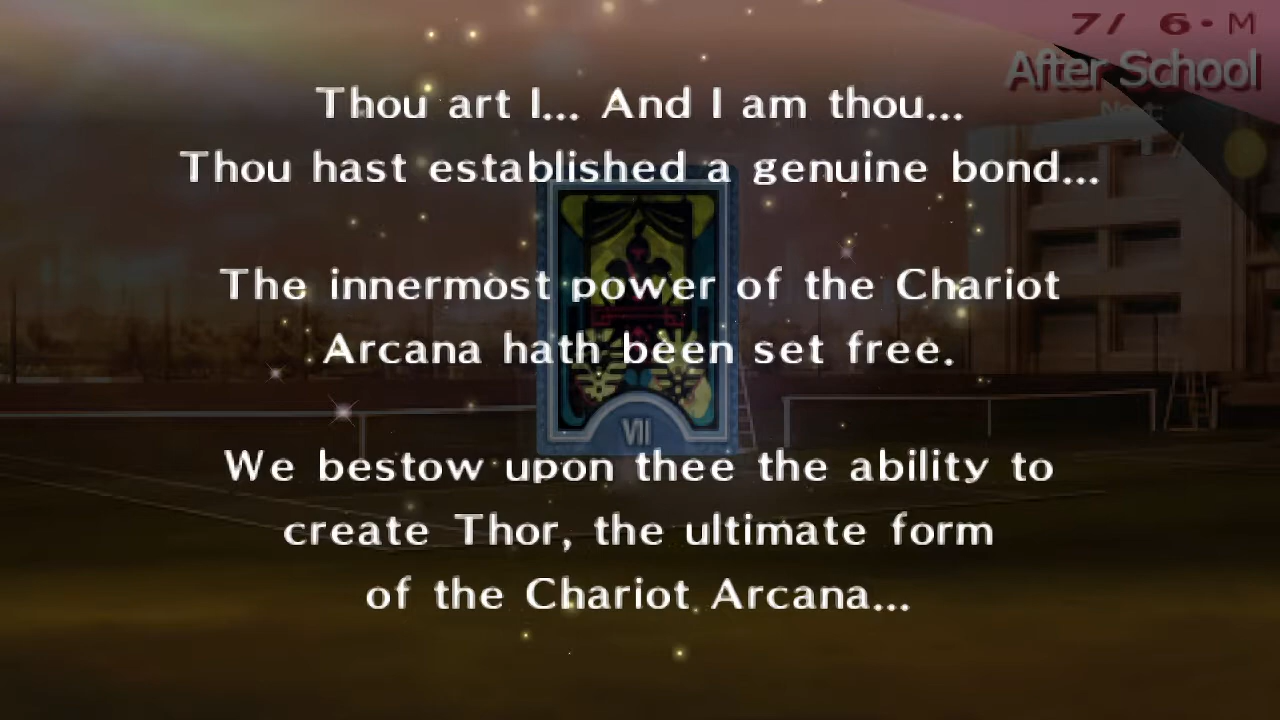 7/ 6・M
After School
Thou art I... And I am thou...
Thou hast established a genuine bond...
The innermost power of the Chariot
Arcana hath been set free.
VII
We bestow upon thee the ability to
create Thor, the ultimate form
of the Chariot Arcana...